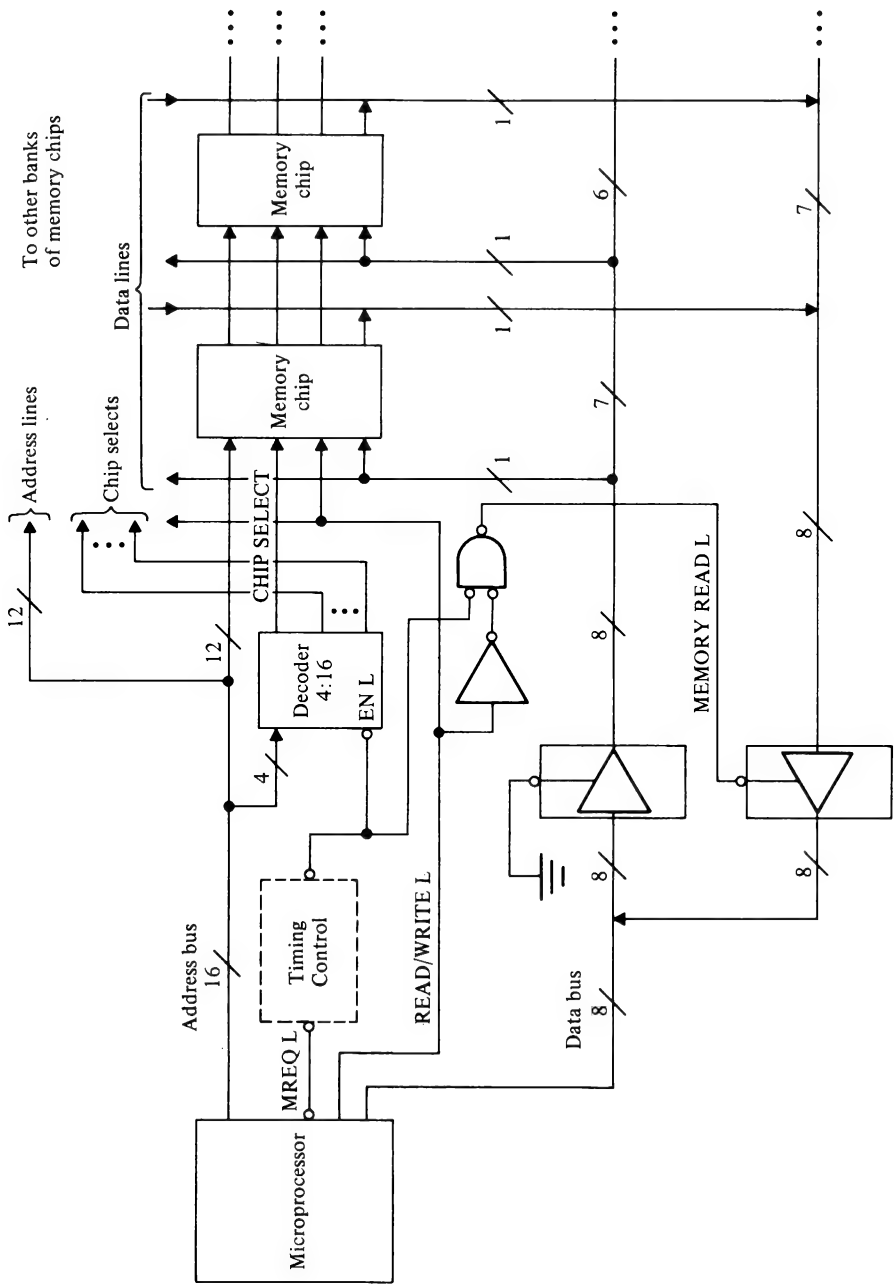 To other banks
of memory chips
12
Address lines
Chip selects
Data lines
Address bus
16
12
CHIP SELECT
Memory
chip
Memory
chip
4
Decoder
4:16
EN L
Microprocessor
MREQ L
Timing
Control
READ/WRITE L
1
1
1
1
Data bus
8
8
8
7
6
MEMORY READ L
8
8
7